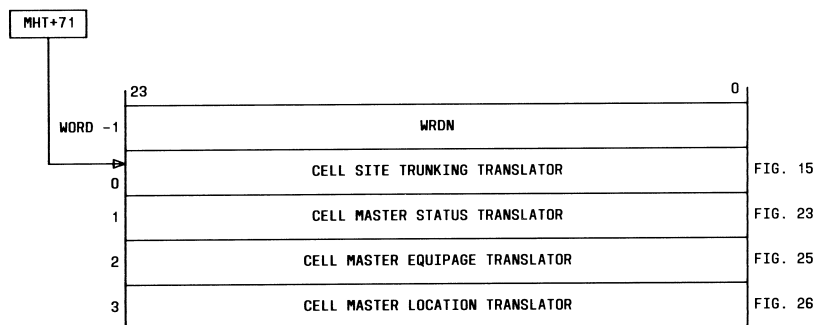 MHT+71
23 0
WORD -1 WRDN
0 CELL SITE TRUNKING TRANSLATOR FIG. 15
1 CELL MASTER STATUS TRANSLATOR FIG. 23
2 CELL MASTER EQUIPAGE TRANSLATOR FIG. 25
3 CELL MASTER LOCATION TRANSLATOR FIG. 26